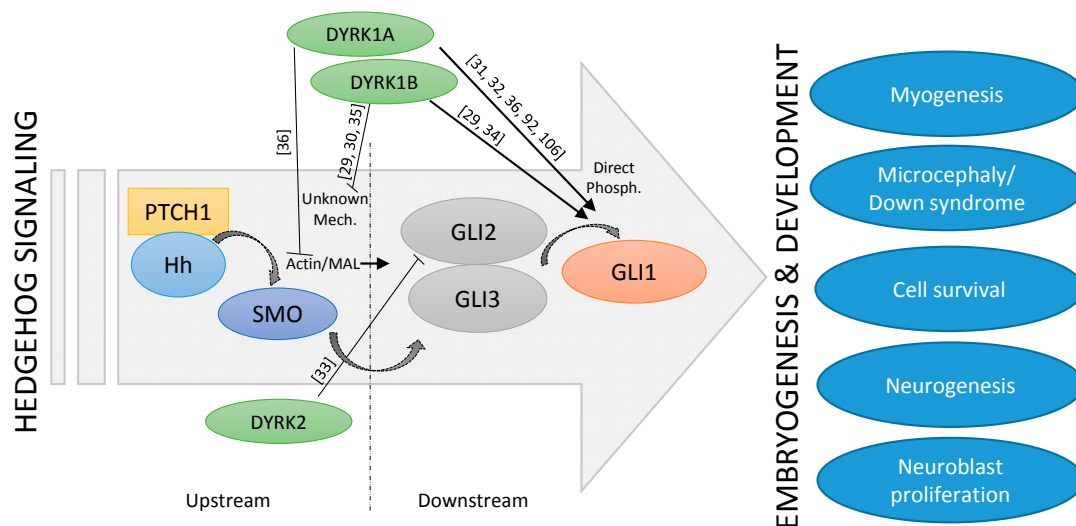 HEDGEHOG SIGNALING
DYRK1A
DYRK1B
[36]
[29, 30, 35]
[31, 32, 36, 92, 106]
[29, 34]
Direct
Phosph.
Unknown
Mech.
PTCH1
Hh
SMO
Actin/MAL
GLI2
GLI3
GLI1
[33]
DYRK2
Upstream
Downstream
EMBRYOGENESIS & DEVELOPMENT
Myogenesis
Microcephaly/
Down syndrome
Cell survival
Neurogenesis
Neuroblast
proliferation